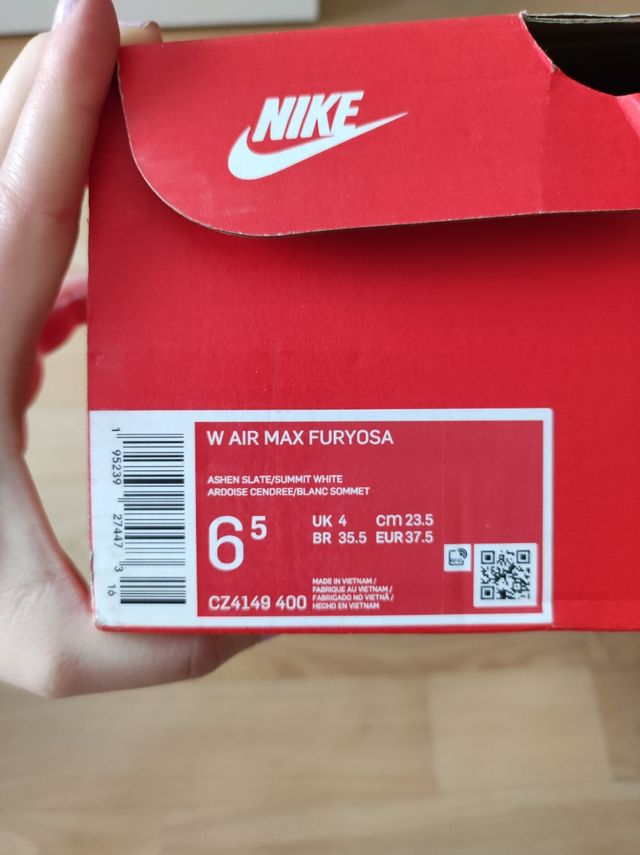 NIKE
W AIR MAX FURYOSA
ASHEN SLATE/SUMMIT WHITE
ARDOISE CENDREE/BLANC SOMMET
6⁵
UK 4 cm 23.5
BR 35.5 EUR 37.5
CZ4149 400
MADE IN VIETNAM /
FABRIQUE AU VIETNAM /
FABRICADO NO VIETNÃ /
HECHO EN VIETNAM
1 95239 27447 3 16
RFID